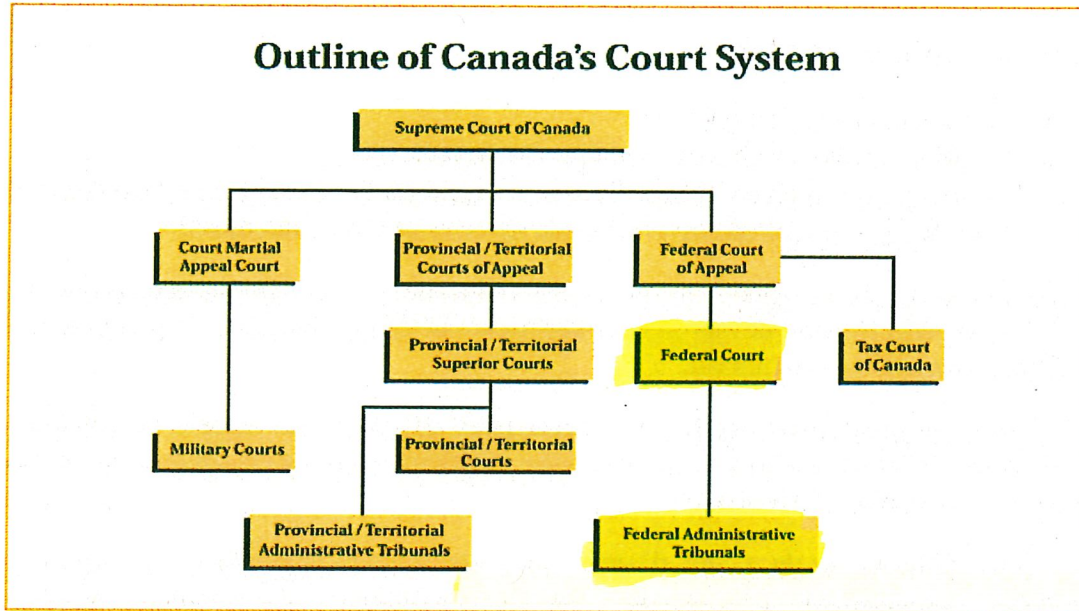 Outline of Canada's Court System
Supreme Court of Canada
Court Martial
Appeal Court
Provincial / Territorial
Courts of Appeal
Federal Court
of Appeal
Provincial / Territorial
Superior Courts
Federal Court
Tax Court
of Canada
Military Courts
Provincial / Territorial
Courts
Provincial / Territorial
Administrative Tribunals
Federal Administrative
Tribunals